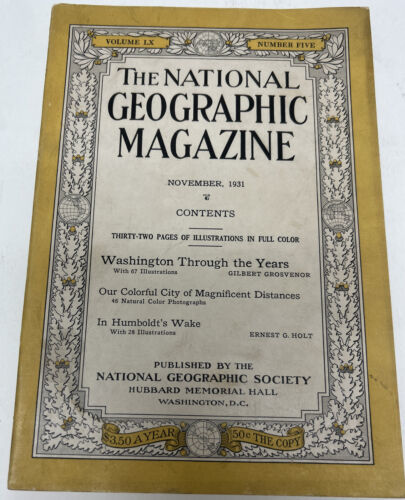 VOLUME LX NUMBER FIVE
THE NATIONAL
GEOGRAPHIC
MAGAZINE
NOVEMBER, 1931
CONTENTS
THIRTY-TWO PAGES OF ILLUSTRATIONS IN FULL COLOR
Washington Through the Years
With 67 Illustrations GILBERT GROSVENOR
Our Colorful City of Magnificent Distances
46 Natural Color Photographs
In Humboldt's Wake
With 28 Illustrations ERNEST G. HOLT
PUBLISHED BY THE
NATIONAL GEOGRAPHIC SOCIETY
HUBBARD MEMORIAL HALL
WASHINGTON, D.C.
$3.50 A YEAR 50¢ THE COPY